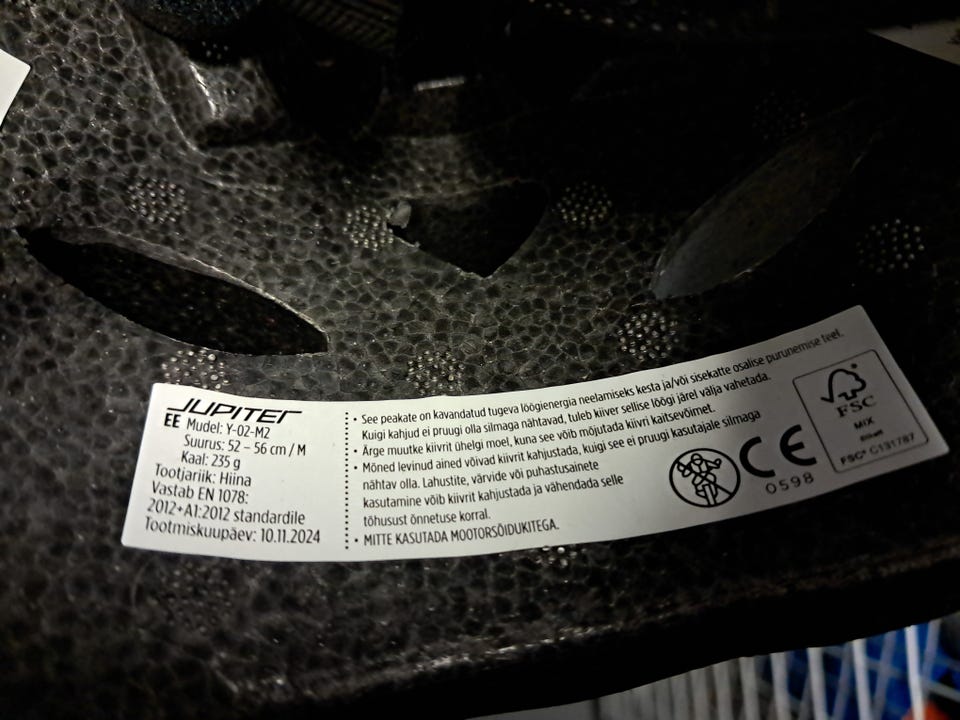 JUPITER
EE Mudel: Y-02-M2
Suurus: 52 – 56 cm / M
Kaal: 235 g
Tootjariik: Hiina
Vastab EN 1078:
2012+A1:2012 standardile
Tootmiskuupäev: 10.11.2024
• See peakate on kavandatud tugeva löögienergia neelamiseks kesta ja/või sisekatte osalise purunemise teel.
Kuigi kahjud ei pruugi olla silmaga nähtavad, tuleb kiiver sellise löögi järel välja vahetada.
• Ärge muutke kiivrit ühelgi moel, kuna see võib mõjutada kiivri kaitsevõimet.
• Mõned levinud ained võivad kiivrit kahjustada, kuigi see ei pruugi kasutajale silmaga
nähtav olla. Lahustite, värvide või puhastusainete
kasutamine võib kiivrit kahjustada ja vähendada selle
tõhusust õnnetuse korral.
• MITTE KASUTADA MOOTORSÕIDUKITEGA.
CE
0598
FSC
MIX
Etikett
FSC® C131787